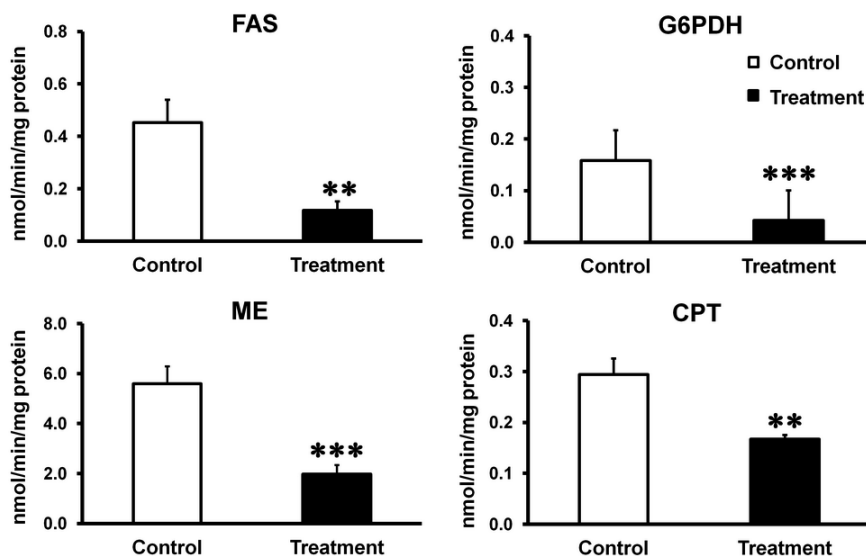 FAS
nmol/min/mg protein
0.8
0.6
0.4
0.2
0.0
**
Control Treatment
G6PDH
nmol/min/mg protein
0.4
0.3
0.2
0.1
0.0
Control
Treatment
***
Control Treatment
ME
nmol/min/mg protein
8.0
6.0
4.0
2.0
0.0
***
Control Treatment
CPT
nmol/min/mg protein
0.4
0.3
0.2
0.1
0.0
**
Control Treatment